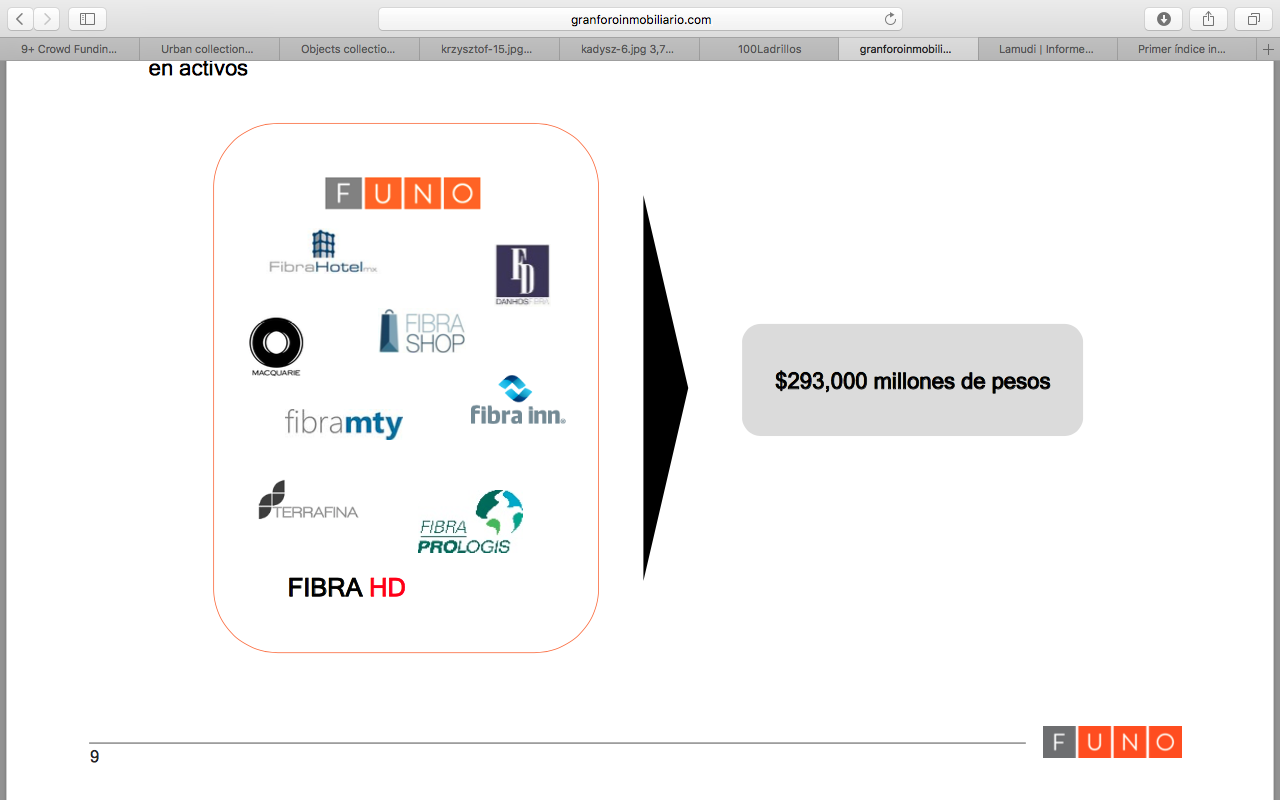 granforoinmobiliario.com
9+ Crowd Fundin...
Urban collection...
Objects collectio...
krzysztof-15.jpg...
kadysz-6.jpg 3,7...
100Ladrillos
granforoinmobili...
Lamudi | Informe...
Primer índice in...
en activos
FUNO
FibraHotel mx
FD
DANHOS FIBRA
FIBRA
SHOP
MACQUARIE
fibra inn®
fibramty
TERRAFINA
FIBRA
PROLOGIS
FIBRA HD
$293,000 millones de pesos
9
FUNO